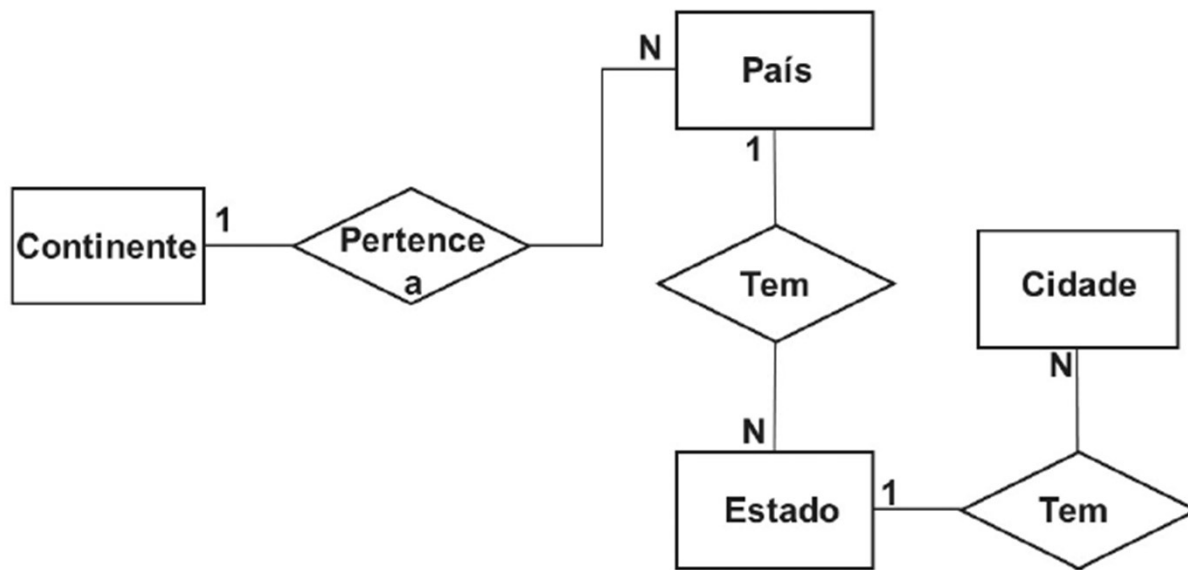 N
País
1
1
Continente
Pertence
a
Tem
Cidade
N
N
Estado
1
Tem